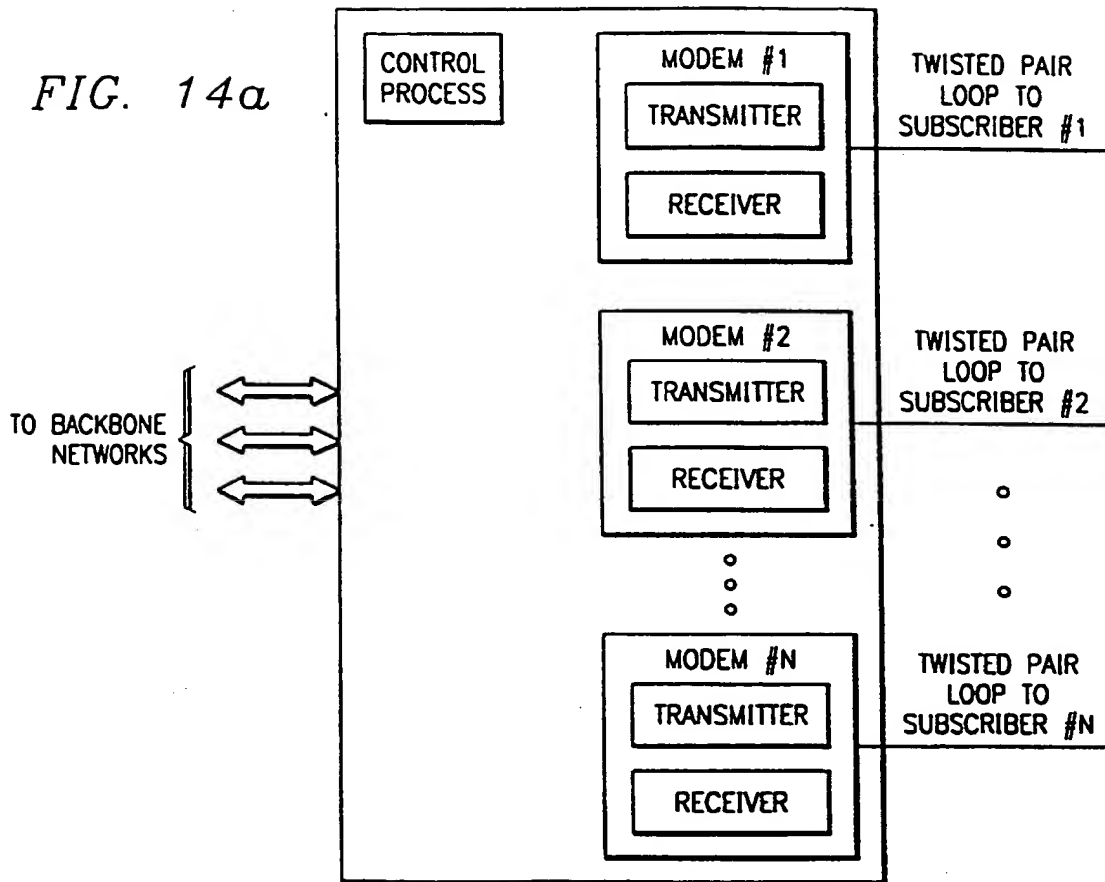 FIG. 14a
CONTROL
PROCESS
MODEM #1
TRANSMITTER
RECEIVER
TWISTED PAIR
LOOP TO
SUBSCRIBER #1
MODEM #2
TRANSMITTER
RECEIVER
TWISTED PAIR
LOOP TO
SUBSCRIBER #2
TO BACKBONE
NETWORKS
MODEM #N
TRANSMITTER
RECEIVER
TWISTED PAIR
LOOP TO
SUBSCRIBER #N